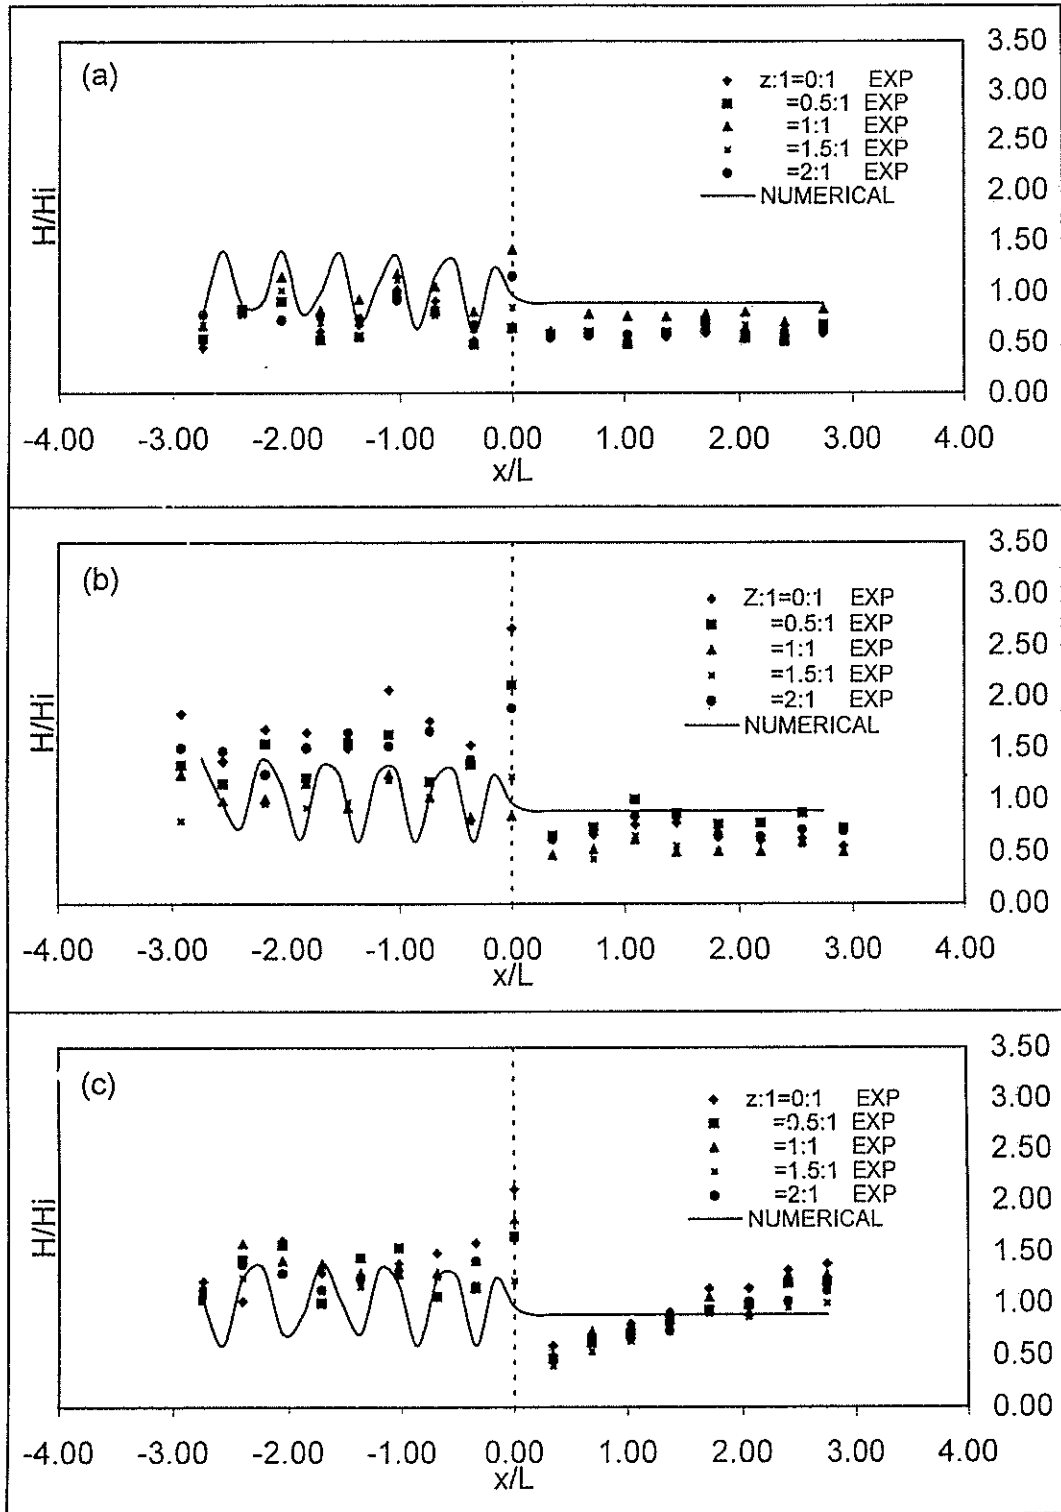 (a)
z:1=0:1 EXP
=0.5:1 EXP
=1:1 EXP
=1.5:1 EXP
=2:1 EXP
NUMERICAL
H/Hi
3.50
3.00
2.50
2.00
1.50
1.00
0.50
0.00
-4.00 -3.00 -2.00 -1.00 0.00 1.00 2.00 3.00 4.00
x/L
(b)
Z:1=0:1 EXP
=0.5:1 EXP
=1:1 EXP
=1.5:1 EXP
=2:1 EXP
NUMERICAL
H/Hi
3.50
3.00
2.50
2.00
1.50
1.00
0.50
0.00
-4.00 -3.00 -2.00 -1.00 0.00 1.00 2.00 3.00 4.00
x/L
(c)
z:1=0:1 EXP
=0.5:1 EXP
=1:1 EXP
=1.5:1 EXP
=2:1 EXP
NUMERICAL
H/Hi
3.50
3.00
2.50
2.00
1.50
1.00
0.50
0.00
-4.00 -3.00 -2.00 -1.00 0.00 1.00 2.00 3.00 4.00
x/L